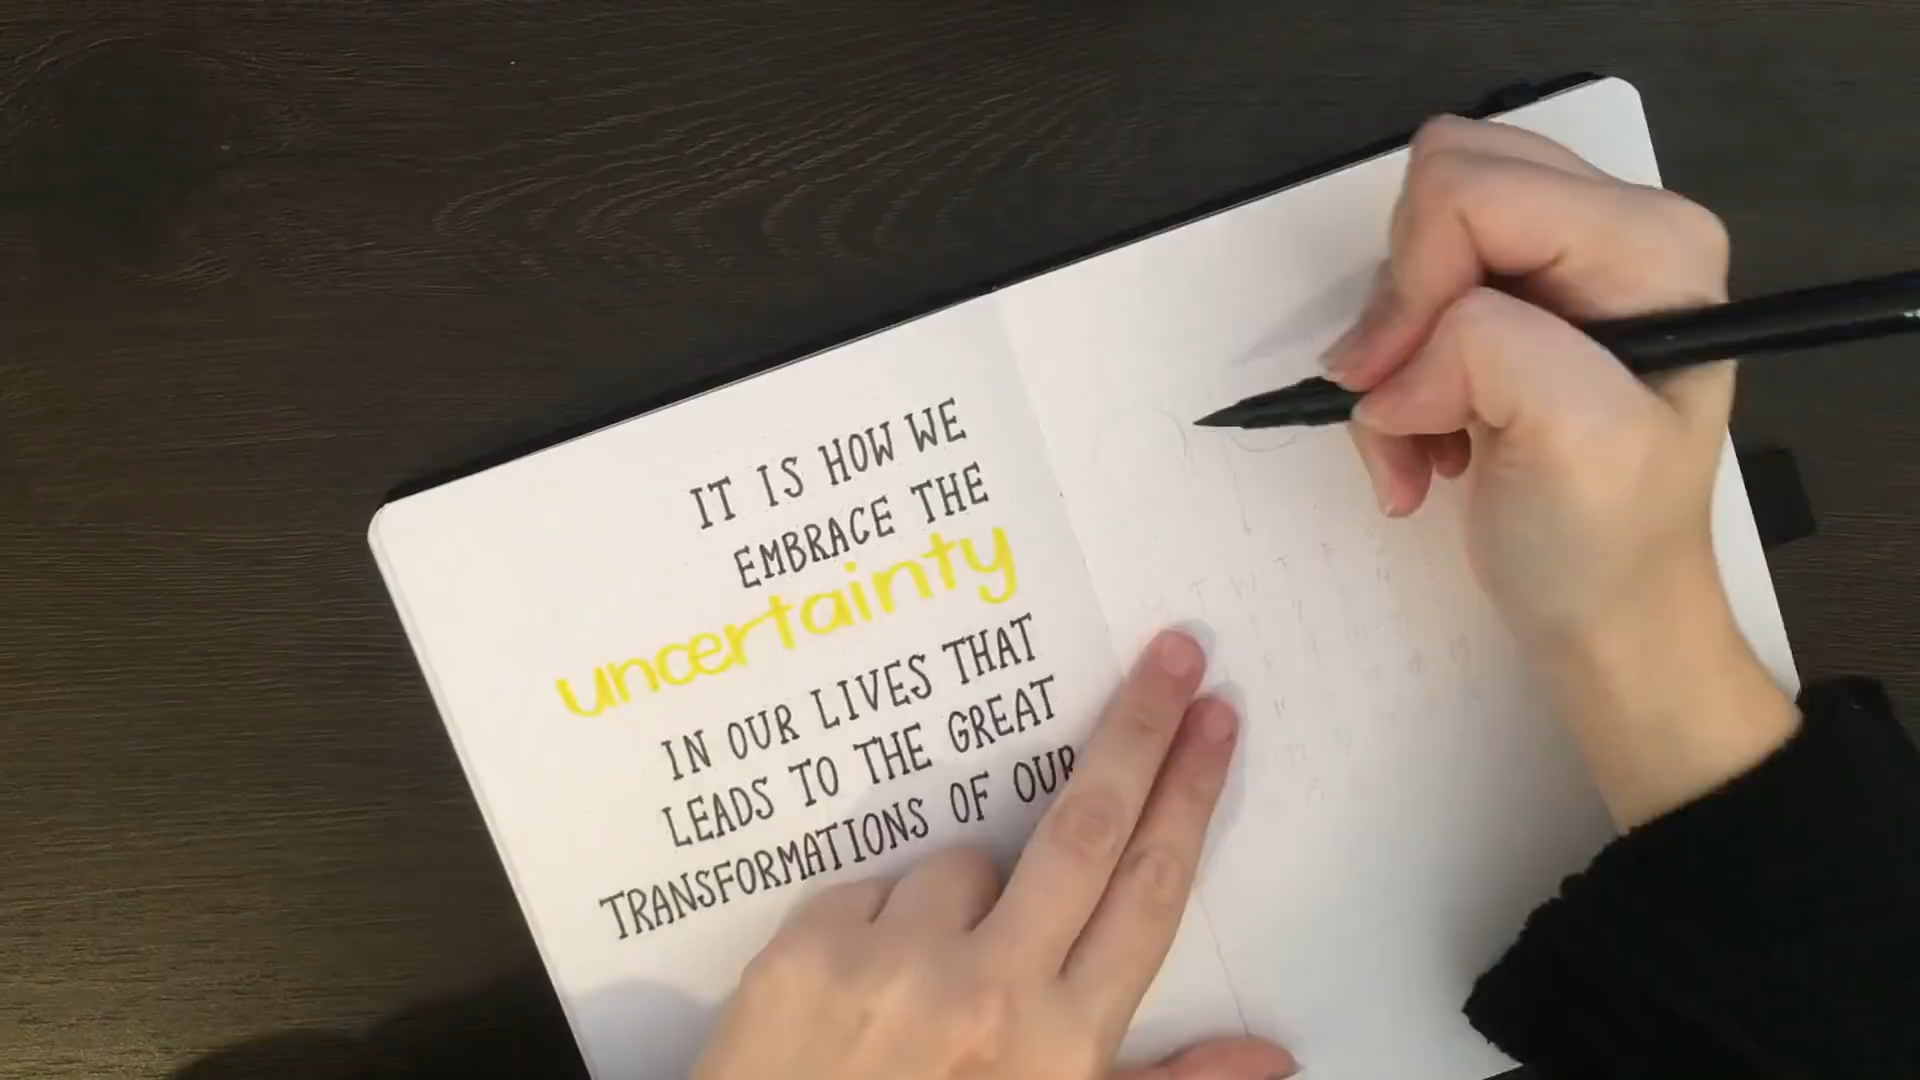 IT IS HOW WE
EMBRACE THE
uncertainty
IN OUR LIVES THAT
LEADS TO THE GREAT
TRANSFORMATIONS OF OUR
M T W T F